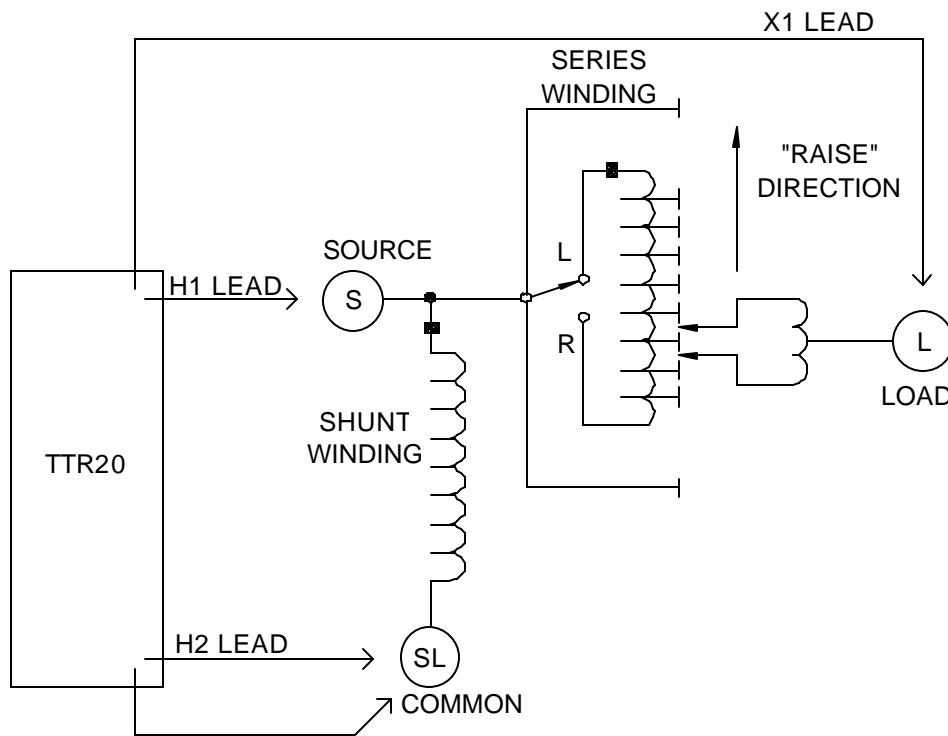 X1 LEAD
SERIES
WINDING
"RAISE"
DIRECTION
SOURCE
L
H1 LEAD
S
R
L
LOAD
SHUNT
WINDING
TTR20
H2 LEAD
SL
COMMON